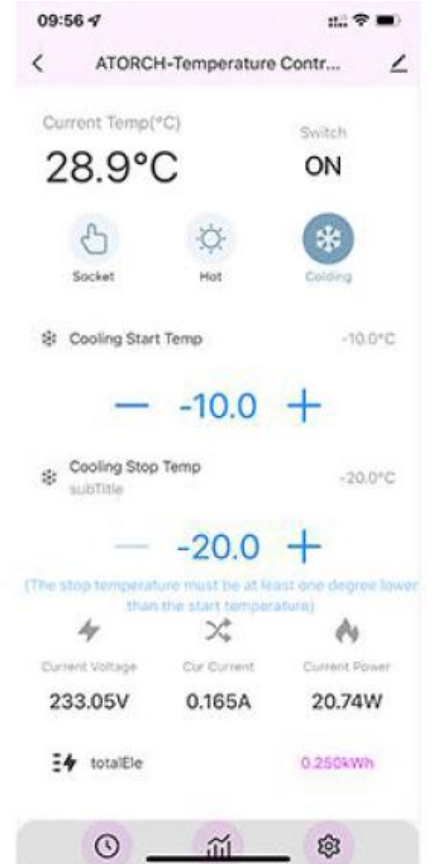 09:56
ATORCH-Temperature Contr...
Current Temp(°C)
Switch
28.9°C
ON
Socket
Hot
Colding
Cooling Start Temp
-10.0°C
-10.0
Cooling Stop Temp
subTitle
-20.0°C
-20.0
(The stop temperature must be at least one degree lower
than the start temperature)
Current Voltage
Cur Current
Current Power
233.05V
0.165A
20.74W
totalEle
0.250kWh